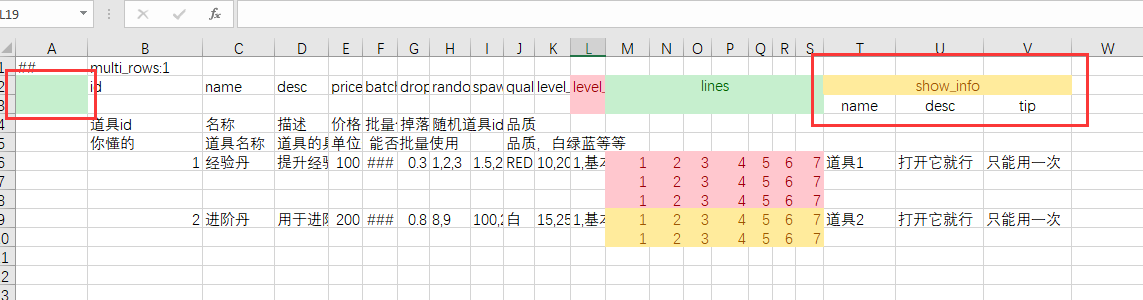 L19
fx
A B C D E F G H I J K L M N O P Q R S T U V W
1 ## multi_rows:1
2 id name desc price batch drop rando spaw qual level_ level_ lines show_info
3 name desc tip
4 道具id 名称 描述 价格 批量 掉落 随机道具id 品质
5 你懂的 道具名称 道具的 单位 能否批量使用 品质，白绿蓝等等
6 1 经验丹 提升经验 100 ### 0.3 1,2,3 1.5,2 RED 10,20 1,基本 1 2 3 4 5 6 7 道具1 打开它就行 只能用一次
7 1 2 3 4 5 6 7
8 1 2 3 4 5 6 7
9 2 进阶丹 用于进阶 200 ### 0.8 8,9 100,2 白 15,25 1,基本 1 2 3 4 5 6 7 道具2 打开它就行 只能用一次
0 1 2 3 4 5 6 7
1
2
3